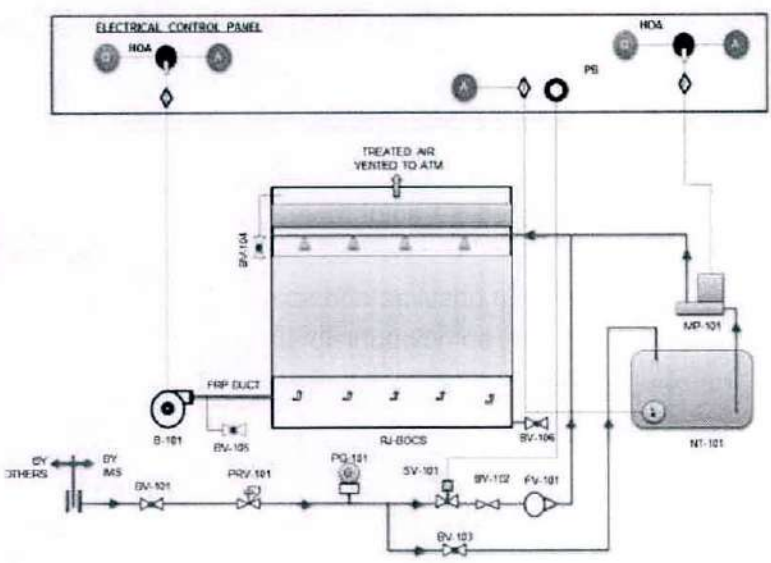 ELECTRICAL CONTROL PANEL
HOA
HOA
G
A
G
A
A
PB
TREATED AIR
VENTED TO ATM
BV-104
MP-101
FRP DUCT
B-101
BV-105
RJ-BOCS
BV-106
NT-101
BY
OTHERS
BY
IMS
BV-101
PRV-101
PG-101
SV-101
BV-102
FV-101
BV-103